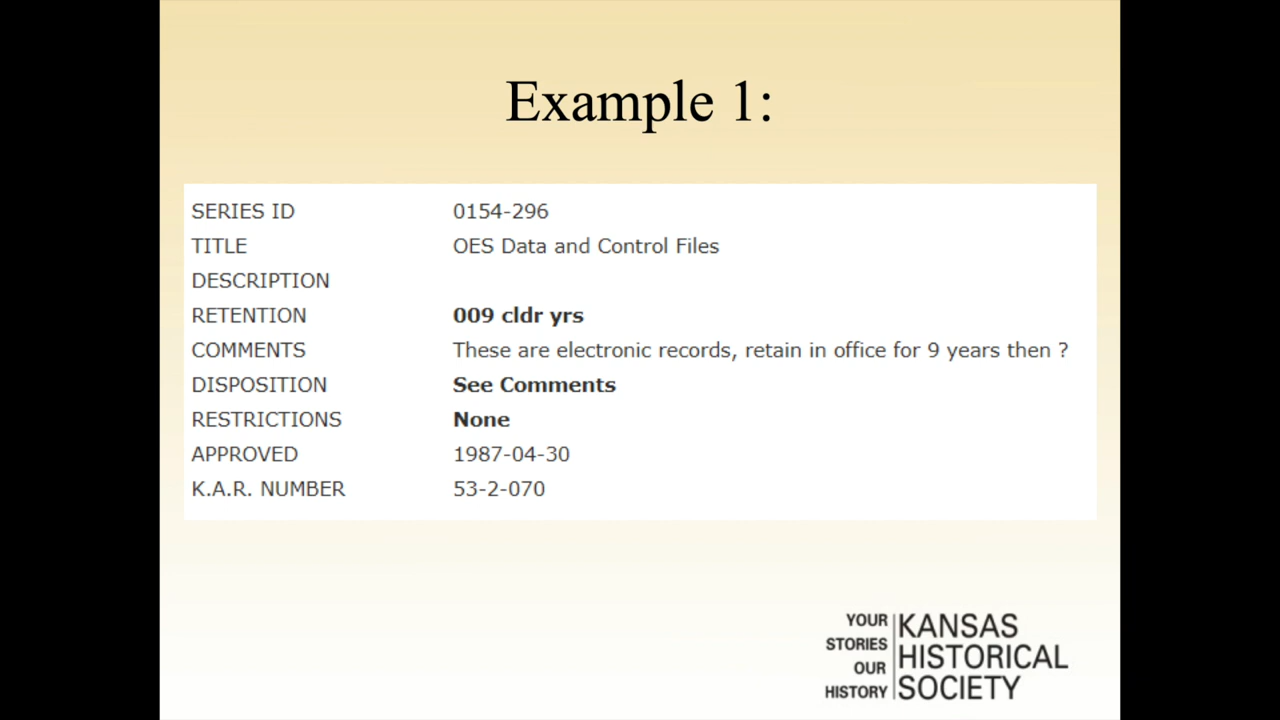 Example 1:
SERIES ID 0154-296
TITLE OES Data and Control Files
DESCRIPTION
RETENTION 009 cldr yrs
COMMENTS These are electronic records, retain in office for 9 years then ?
DISPOSITION See Comments
RESTRICTIONS None
APPROVED 1987-04-30
K.A.R. NUMBER 53-2-070
YOUR
STORIES
OUR
HISTORY
KANSAS
HISTORICAL
SOCIETY